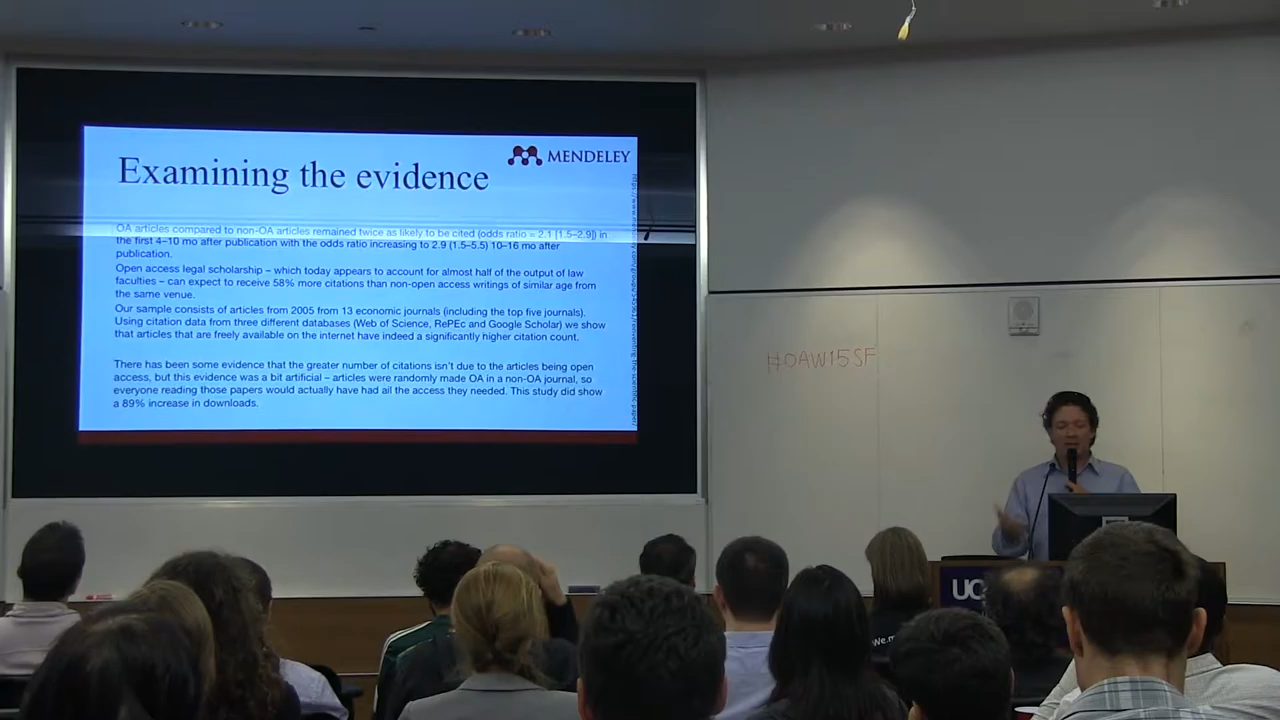 MENDELEY
Examining the evidence
OA articles compared to non-OA articles remained twice as likely to be cited (odds ratio = 2.1 [1.5–2.9]) in
the first 4–10 mo after publication with the odds ratio increasing to 2.9 (1.5–5.5) 10–16 mo after
publication.
Open access legal scholarship – which today appears to account for almost half of the output of law
faculties – can expect to receive 58% more citations than non-open access writings of similar age from
the same venue.
Our sample consists of articles from 2005 from 13 economic journals (including the top five journals).
Using citation data from three different databases (Web of Science, RePEc and Google Scholar) we show
that articles that are freely available on the internet have indeed a significantly higher citation count.
There has been some evidence that the greater number of citations isn't due to the articles being open
access, but this evidence was a bit artificial – articles were randomly made OA in a non-OA journal, so
everyone reading those papers would actually have had all the access they needed. This study did show
a 89% increase in downloads.
#OAW15SF
UC
We.